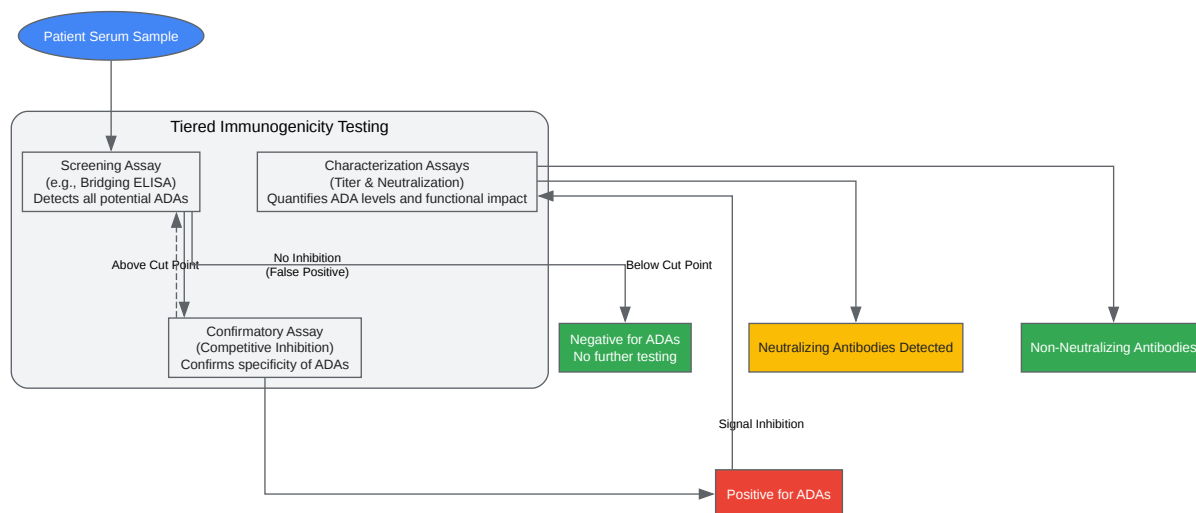 Patient Serum Sample
Tiered Immunogenicity Testing
Screening Assay
(e.g., Bridging ELISA)
Detects all potential ADAs
Characterization Assays
(Titer & Neutralization)
Quantifies ADA levels and functional impact
Above Cut Point
No Inhibition
(False Positive)
Below Cut Point
Confirmatory Assay
(Competitive Inhibition)
Confirms specificity of ADAs
Negative for ADAs
No further testing
Neutralizing Antibodies Detected
Non-Neutralizing Antibodies
Signal Inhibition
Positive for ADAs